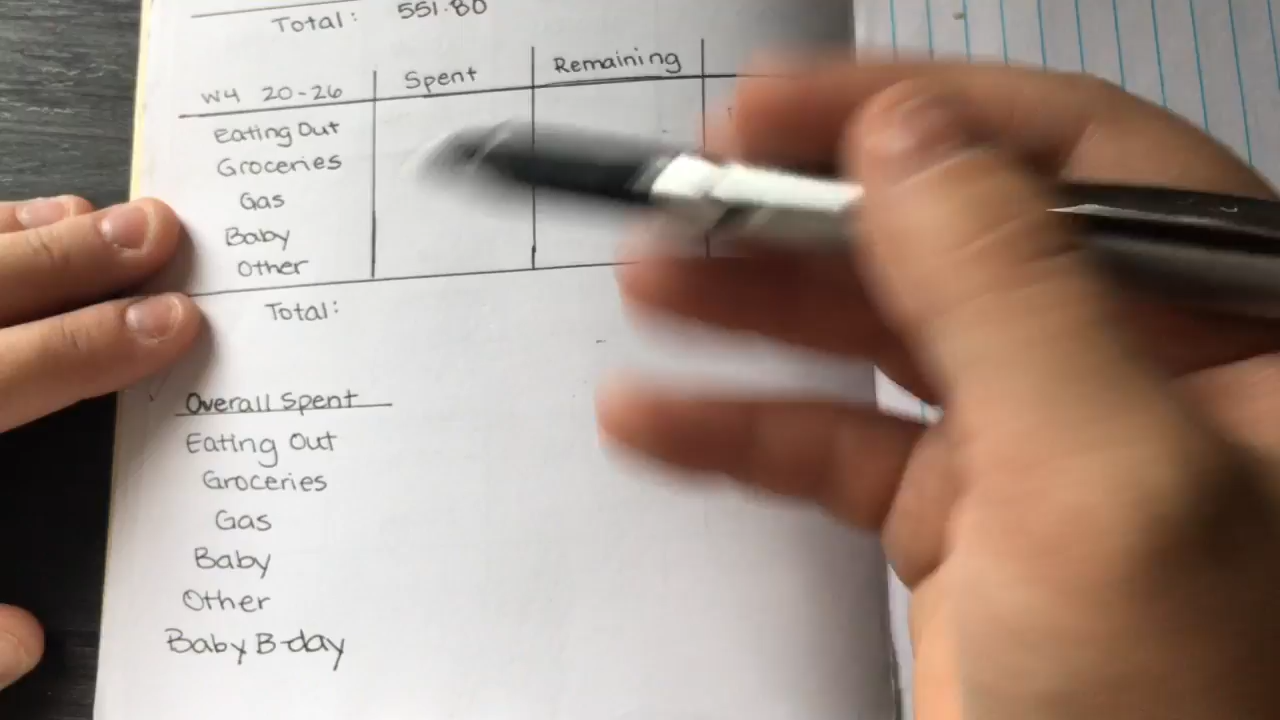 Total: 551.80
W4 20-26 Spent Remaining
Eating Out
Groceries
Gas
Baby
Other
Total:
Overall Spent
Eating Out
Groceries
Gas
Baby
Other
Baby B-day